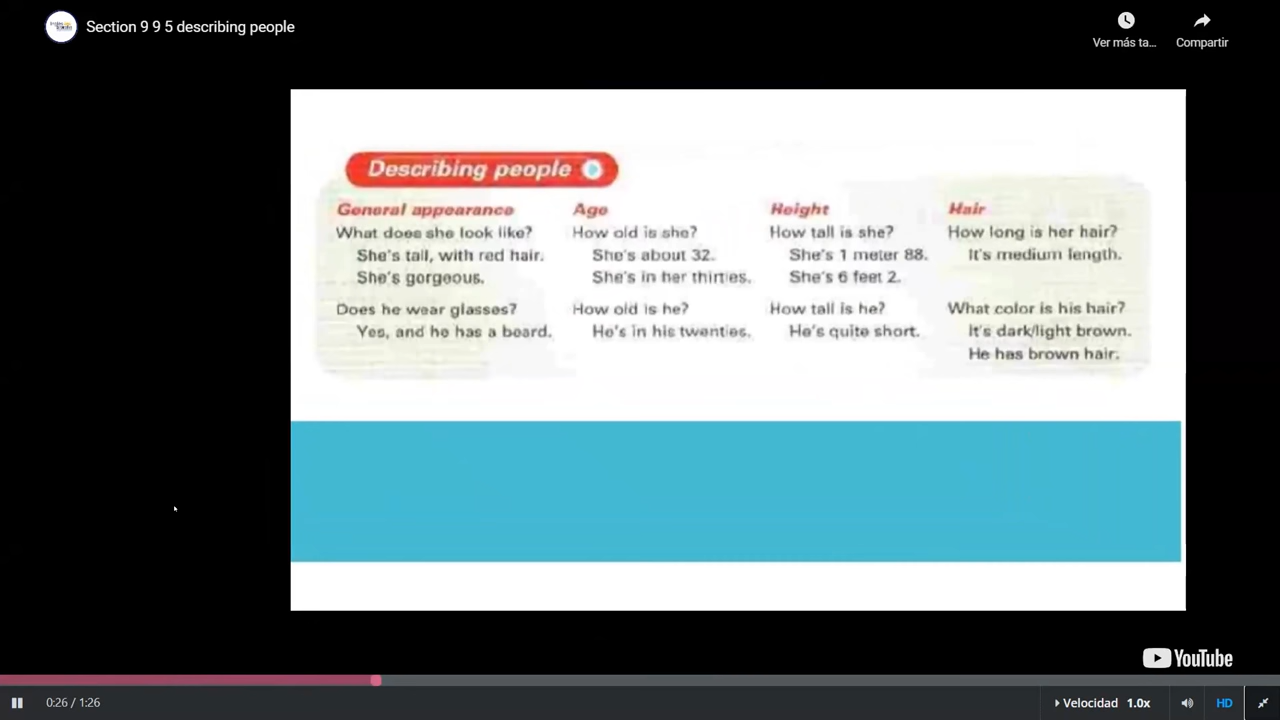 Section 9 9 5 describing people
Ver más ta...
Compartir
Describing people
General appearance
What does she look like?
She's tall, with red hair.
She's gorgeous.
Does he wear glasses?
Yes, and he has a beard.
Age
How old is she?
She's about 32.
She's in her thirties.
How old is he?
He's in his twenties.
Height
How tall is she?
She's 1 meter 88.
She's 6 feet 2.
How tall is he?
He's quite short.
Hair
How long is her hair?
It's medium length.
What color is his hair?
It's dark/light brown.
He has brown hair.
YouTube
0:26 / 1:26
Velocidad 1.0x
HD